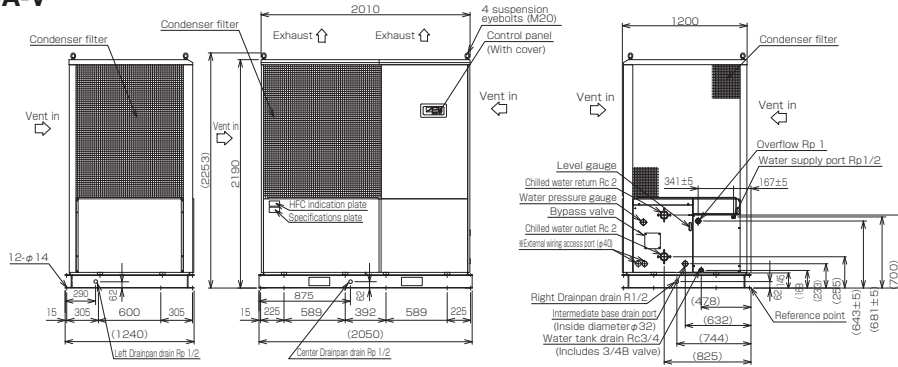 A-V
Condenser filter
Vent in
(2253)
12-φ14
290
62
15
305
600
305
(1240)
Left Drainpan drain Rp 1/2
2010
Exhaust
Exhaust
4 suspension
eyebolts (M20)
Control panel
(With cover)
Condenser filter
Vent in
Vent in
2190
HFC indication plate
Specifications plate
875
62
15
225
589
392
589
225
(2050)
Center Drainpan drain Rp 1/2
1200
Condenser filter
Vent in
Vent in
Overflow Rp 1
Water supply port Rp1/2
Level gauge
341±5
167±5
Chilled water return Rc 2
Water pressure gauge
Bypass valve
Chilled water outlet Rc 2
※External wiring access port (φ40)
Right Drainpan drain R1/2
Intermediate base drain port
(Inside diameter φ32)
Water tank drain Rc3/4
(Includes 3/4B valve)
Reference point
(478)
(632)
(744)
(825)
62
145
(233)
(255)
(643±5)
(681±5)
(700)